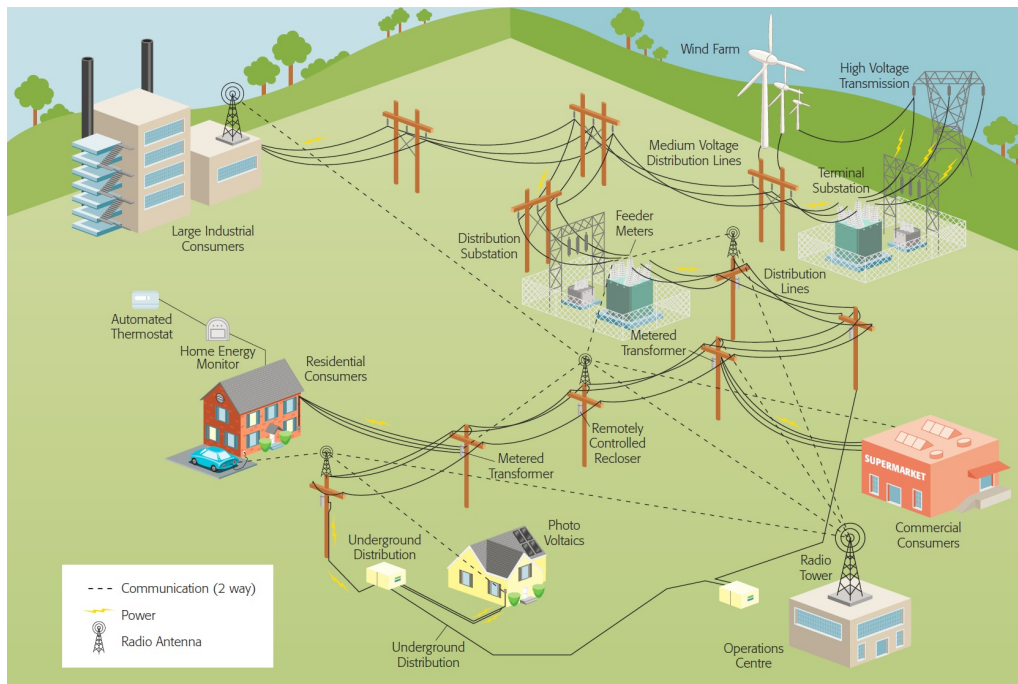 Wind Farm
High Voltage
Transmission
Medium Voltage
Distribution Lines
Terminal
Substation
Large Industrial
Consumers
Distribution
Substation
Feeder
Meters
Distribution
Lines
Automated
Thermostat
Home Energy
Monitor
Residential
Consumers
Metered
Transformer
Remotely
Controlled
Recloser
Metered
Transformer
SUPERMARKET
Commercial
Consumers
Underground
Distribution
Photo
Voltaics
Radio
Tower
Operations
Centre
Underground
Distribution
Communication (2 way)
Power
Radio Antenna